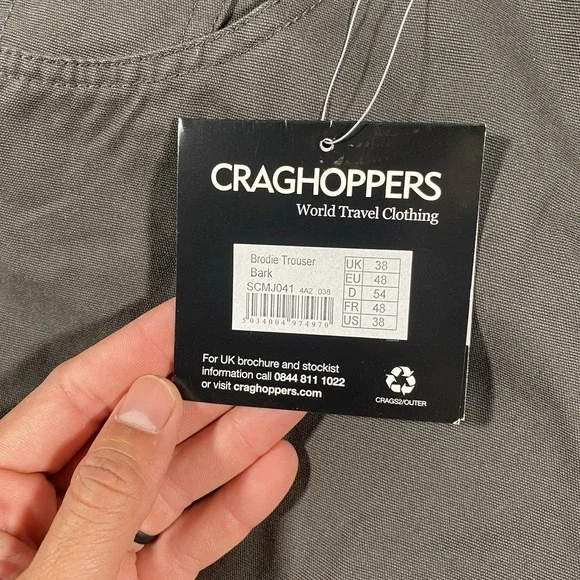 CRAGHOPPERS
World Travel Clothing
Brodie Trouser
Bark
SCMJ041 4A2 038
5 034004 974970
UK 38
EU 48
D 54
FR 48
US 38
For UK brochure and stockist
information call 0844 811 1022
or visit craghoppers.com
CRAGS2/OUTER